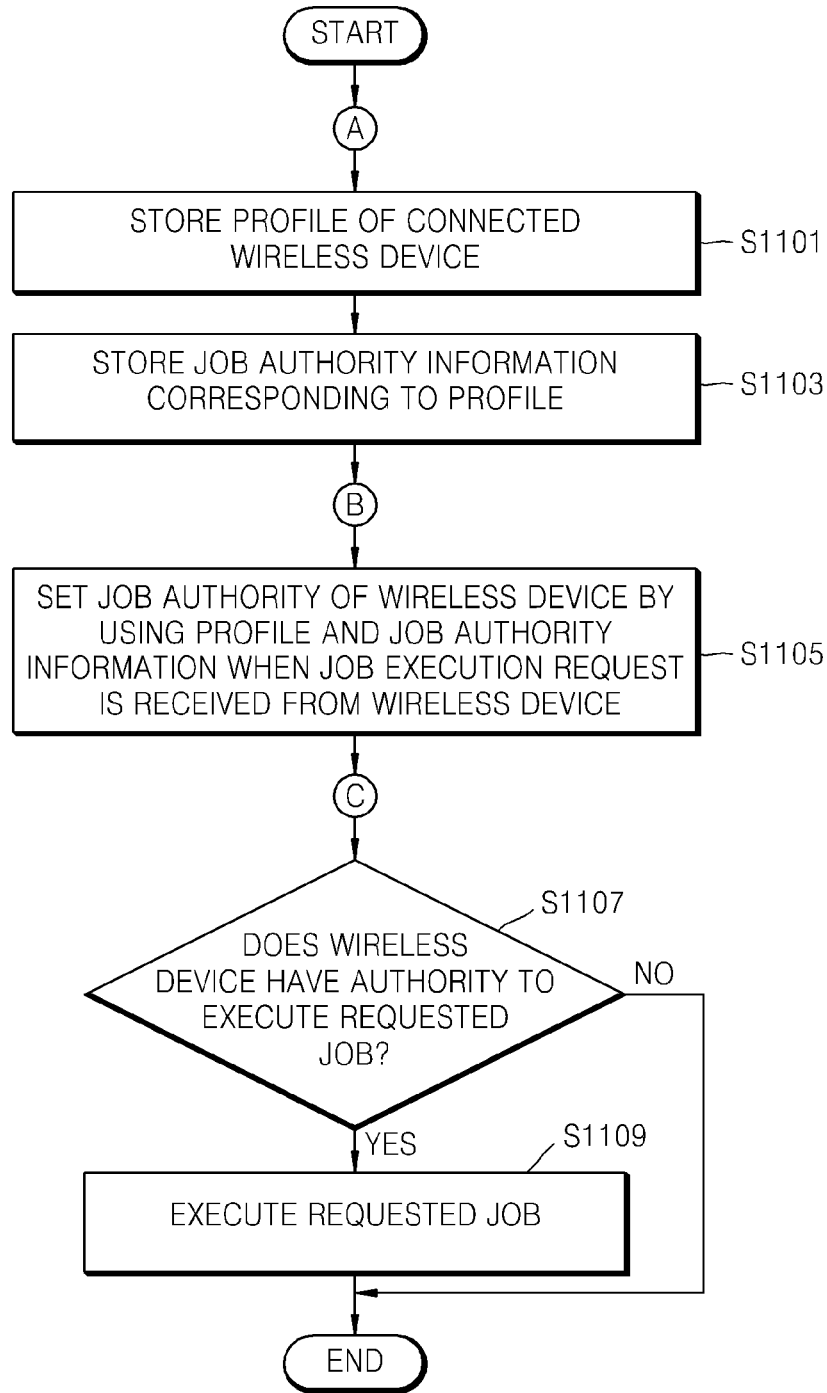 START
A
STORE PROFILE OF CONNECTED
WIRELESS DEVICE
S1101
STORE JOB AUTHORITY INFORMATION
CORRESPONDING TO PROFILE
S1103
B
SET JOB AUTHORITY OF WIRELESS DEVICE BY
USING PROFILE AND JOB AUTHORITY
INFORMATION WHEN JOB EXECUTION REQUEST
IS RECEIVED FROM WIRELESS DEVICE
S1105
C
S1107
DOES WIRELESS
DEVICE HAVE AUTHORITY TO
EXECUTE REQUESTED
JOB?
NO
YES
S1109
EXECUTE REQUESTED JOB
END